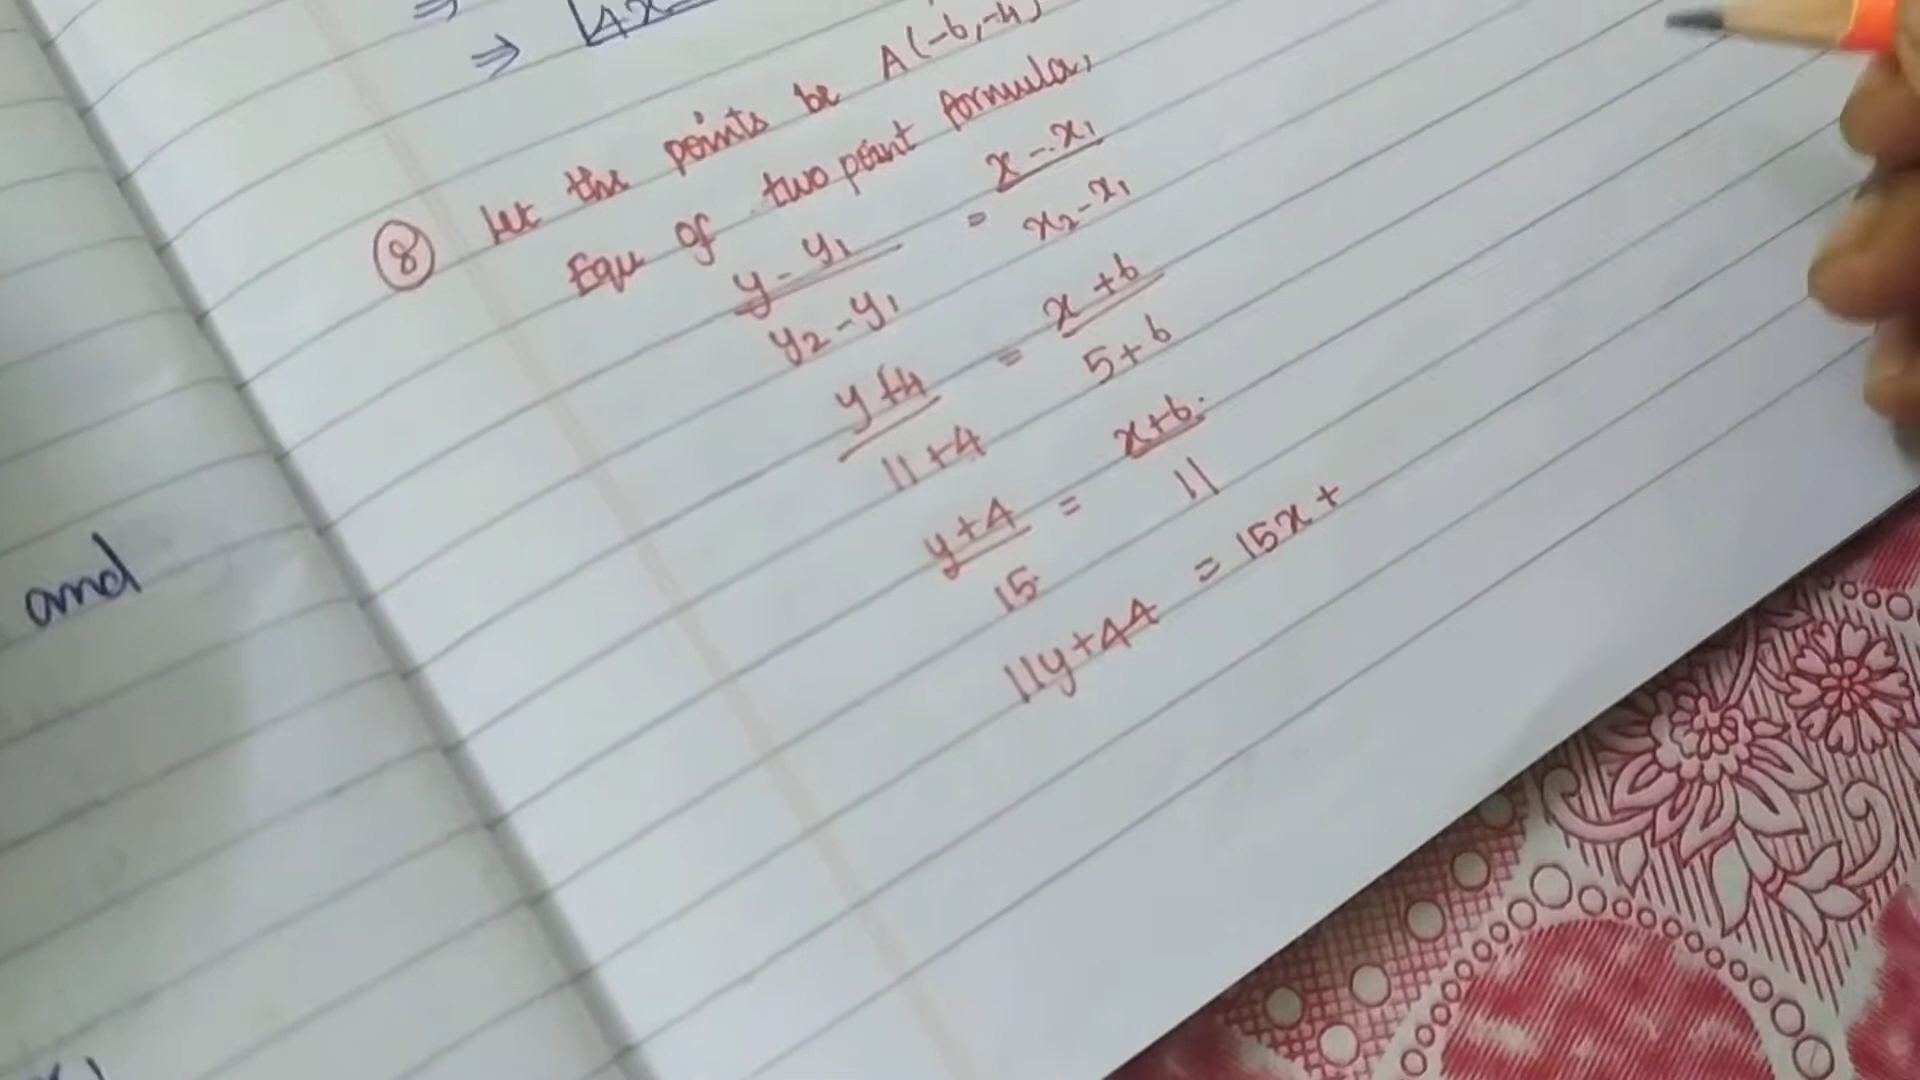 ⇒
⇒ 4x
⑧ Let the points be A(-6,-4)
Equ of two point formula,
y - y₁ / y₂ - y₁ = x - x₁ / x₂ - x₁
y+4 / 11+4 = x+6 / 5+6
y+4 / 15 = x+6 / 11
11y+44 = 15x+
and